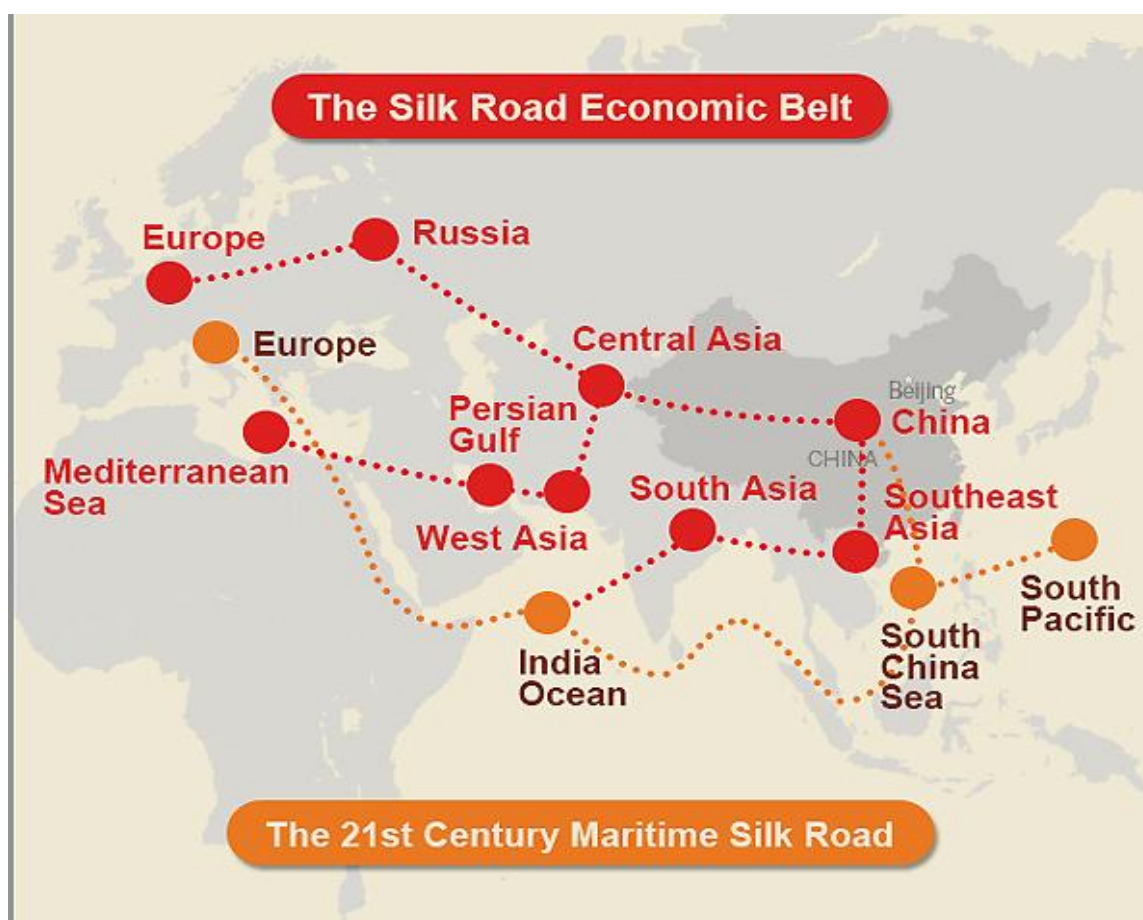 The Silk Road Economic Belt
Europe
Russia
Europe
Central Asia
Beijing
China
CHINA
Persian
Gulf
Mediterranean
Sea
West Asia
South Asia
Southeast
Asia
South
Pacific
India
Ocean
South
China
Sea
The 21st Century Maritime Silk Road